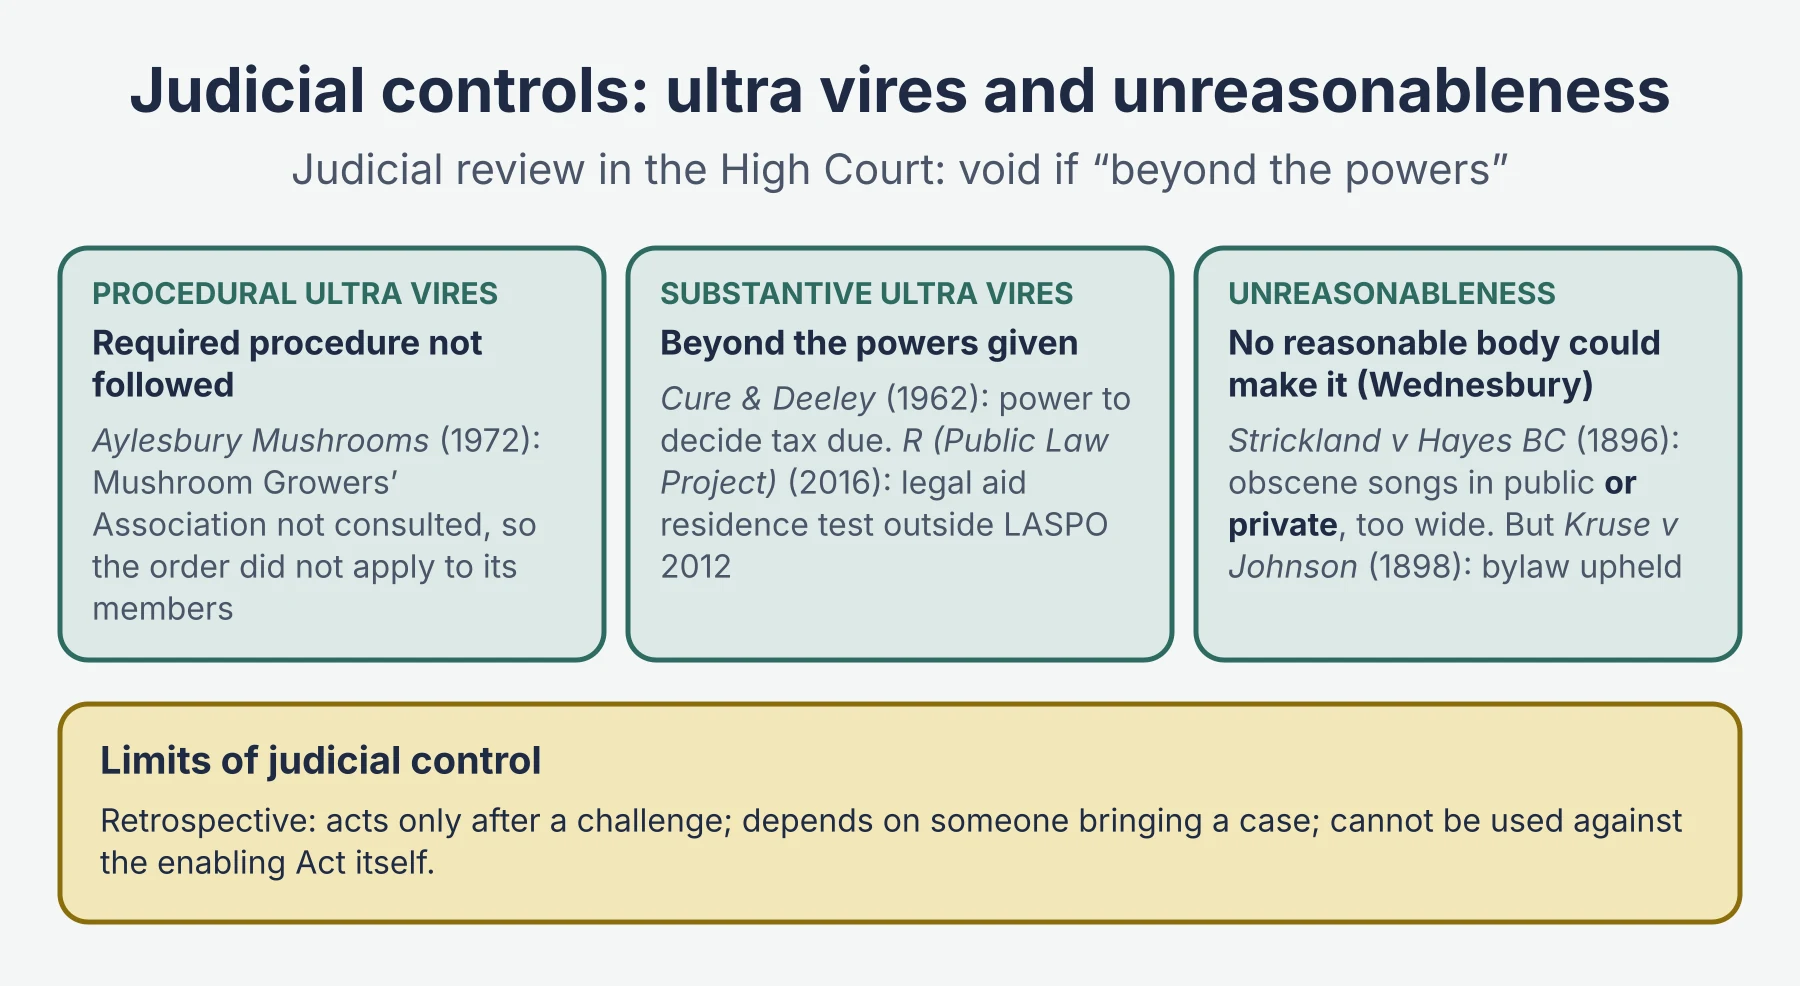 Judicial controls: ultra vires and unreasonableness
Judicial review in the High Court: void if “beyond the powers”
PROCEDURAL ULTRA VIRES
Required procedure not
followed
Aylesbury Mushrooms (1972):
Mushroom Growers’
Association not consulted, so
the order did not apply to its
members
SUBSTANTIVE ULTRA VIRES
Beyond the powers given
Cure & Deeley (1962): power to
decide tax due. R (Public Law
Project) (2016): legal aid
residence test outside LASPO
2012
UNREASONABLENESS
No reasonable body could
make it (Wednesbury)
Strickland v Hayes BC (1896):
obscene songs in public or
private, too wide. But Kruse v
Johnson (1898): bylaw upheld
Limits of judicial control
Retrospective: acts only after a challenge; depends on someone bringing a case; cannot be used against
the enabling Act itself.